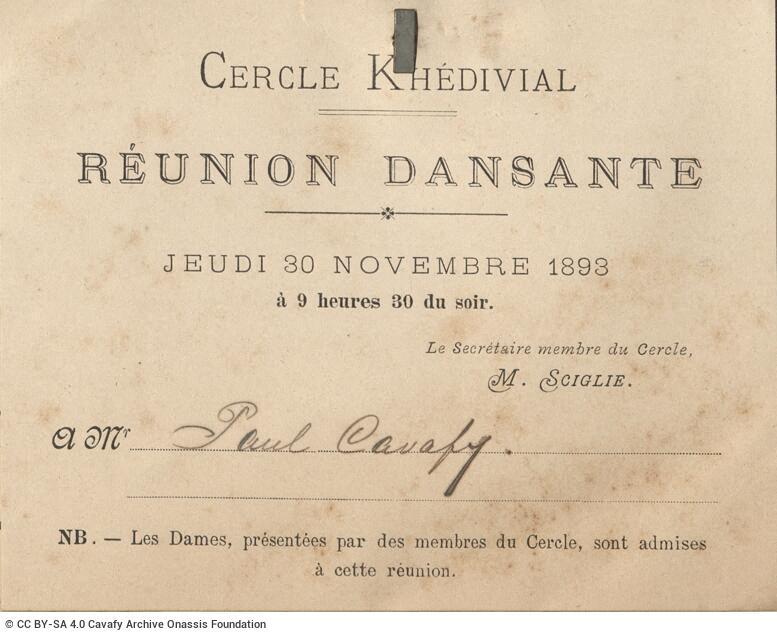 CERCLE KHÉDIVIAL
RÉUNION DANSANTE
JEUDI 30 NOVEMBRE 1893
à 9 heures 30 du soir.
Le Secrétaire membre du Cercle,
M. SCIGLIE.
A Mr Paul Cavafy.
NB. — Les Dames, présentées par des membres du Cercle, sont admises
à cette réunion.
© CC BY-SA 4.0 Cavafy Archive Onassis Foundation